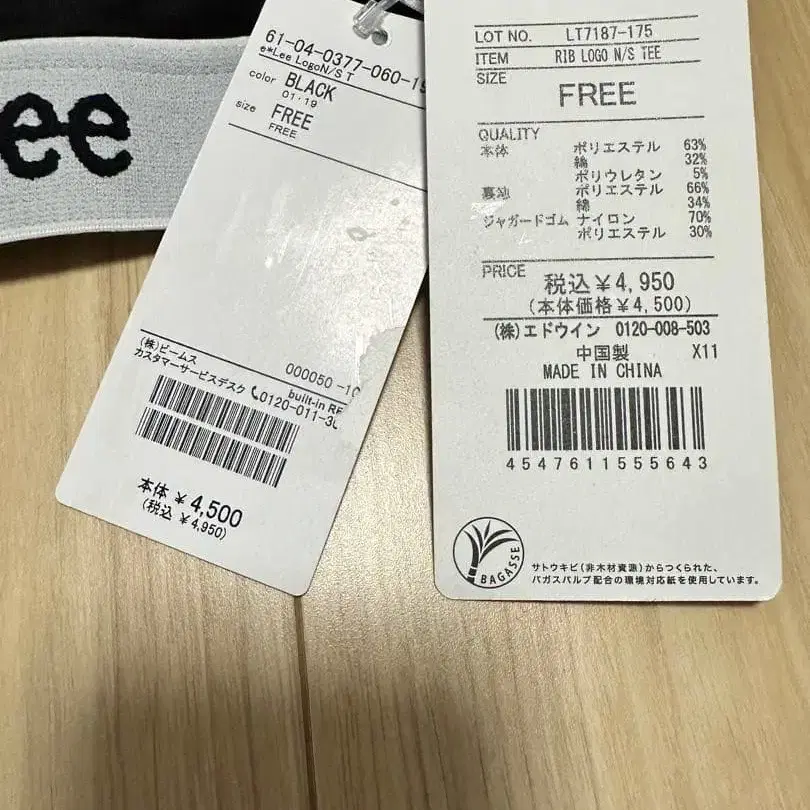 ee
61-04-0377-060-19
e*Lee LogoN/S T
color BLACK
01・19
size FREE
FREE
(株)ビームス
カスタマーサービスデスク
000050-10
built-in RF
0120-011-30
本体 ¥4,500
(税込 ¥4,950)
LOT NO. LT7187-175
ITEM RIB LOGO N/S TEE
SIZE
FREE
QUALITY
本体 ポリエステル 63%
綿 32%
ポリウレタン 5%
裏地 ポリエステル 66%
綿 34%
ジャガードゴム ナイロン 70%
ポリエステル 30%
PRICE
税込¥4,950
(本体価格¥4,500)
(株)エドウイン 0120-008-503
中国製 X11
MADE IN CHINA
4547611555643
BAGASSE
サトウキビ(非木材資源)からつくられた、
バガスパルプ配合の環境対応紙を使用しています。